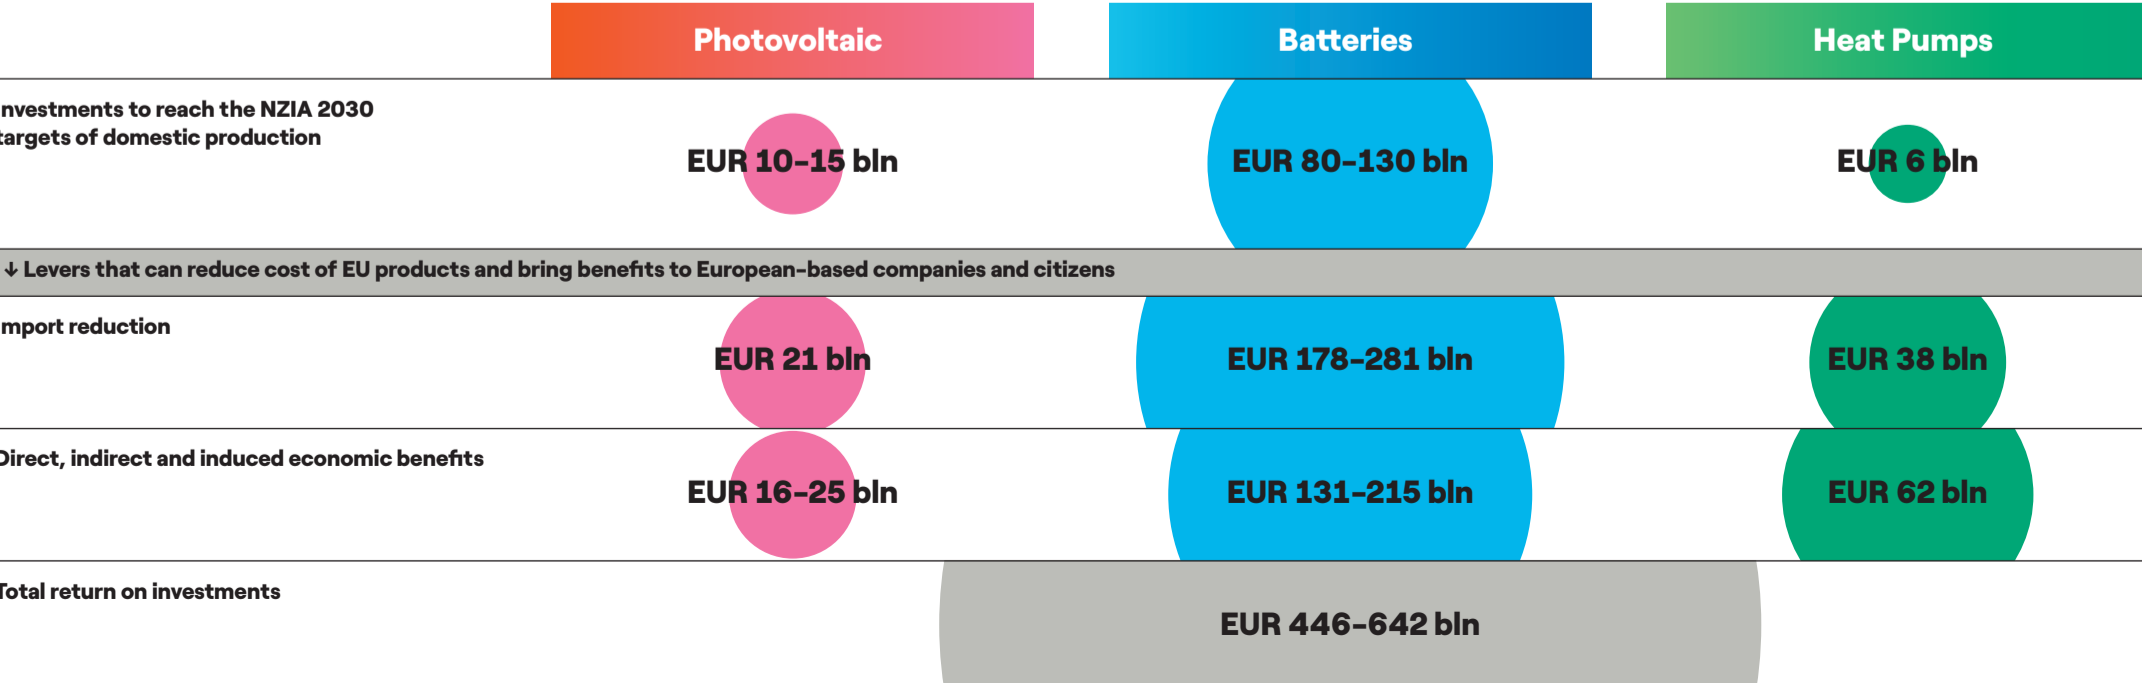 Photovoltaic
Batteries
Heat Pumps
nvestments to reach the NZIA 2030
targets of domestic production
EUR 10–15 bln
EUR 80–130 bln
EUR 6 bln
↓ Levers that can reduce cost of EU products and bring benefits to European-based companies and citizens
mport reduction
EUR 21 bln
EUR 178–281 bln
EUR 38 bln
Direct, indirect and induced economic benefits
EUR 16–25 bln
EUR 131–215 bln
EUR 62 bln
Total return on investments
EUR 446–642 bln